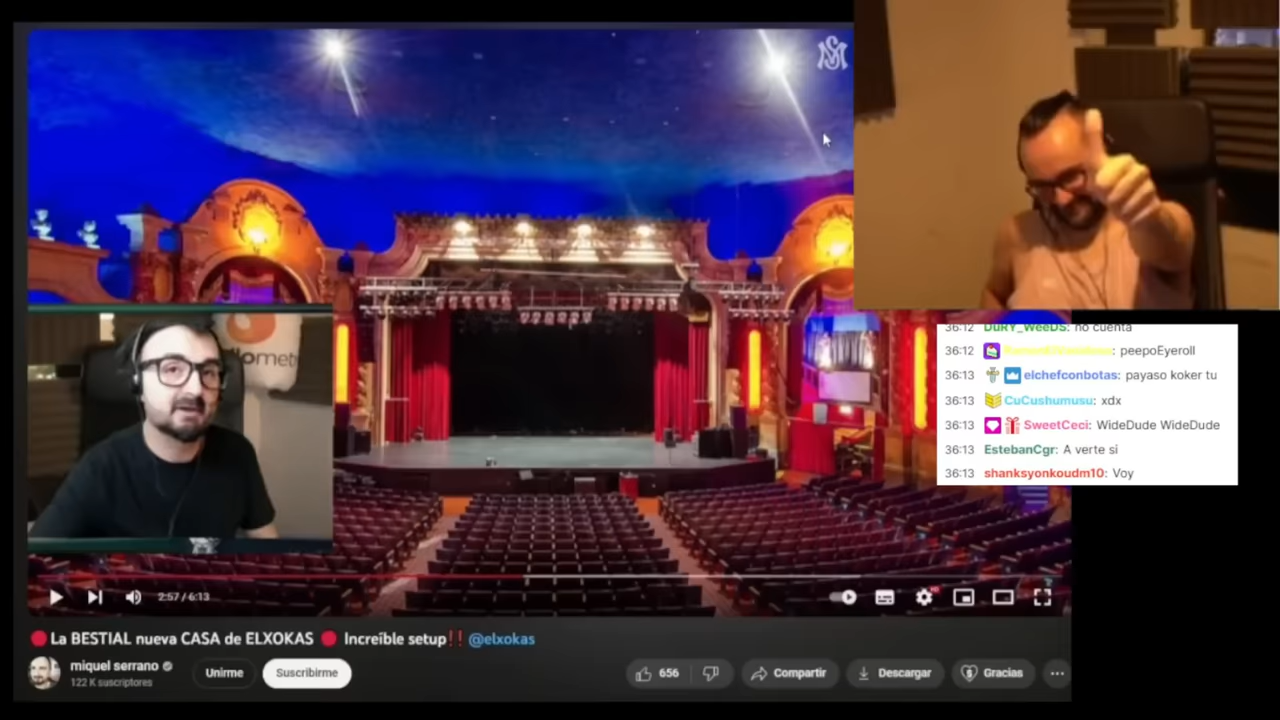 llometr
36:12 DuRY_WeeDS: no cuenta
36:12 : peepoEyeroll
36:13 elchefconbotas: payaso koker tu
36:13 CuCushumusu: xdx
36:13 SweetCeci: WideDude WideDude
36:13 EstebanCgr: A verte si
36:13 shanksyonkoudm10: Voy
2:57 / 6:13
La BESTIAL nueva CASA de ELXOKAS Increíble setup!! @elxokas
miquel serrano
122 K suscriptores
Unirme
Suscribirme
656
Compartir
Descargar
Gracias